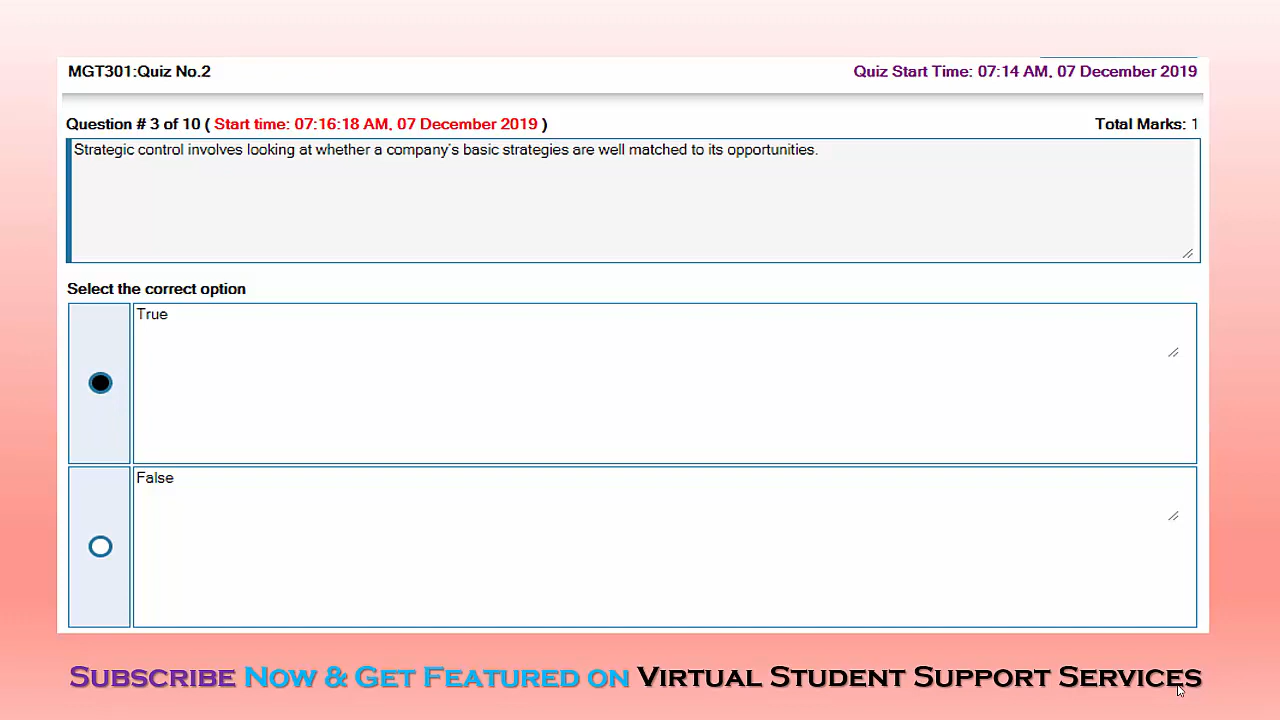 MGT301:Quiz No.2
Quiz Start Time: 07:14 AM, 07 December 2019
Question # 3 of 10 ( Start time: 07:16:18 AM, 07 December 2019 )
Total Marks: 1
Strategic control involves looking at whether a company's basic strategies are well matched to its opportunities.
Select the correct option
True
False
Subscribe Now & Get Featured on Virtual Student Support Services